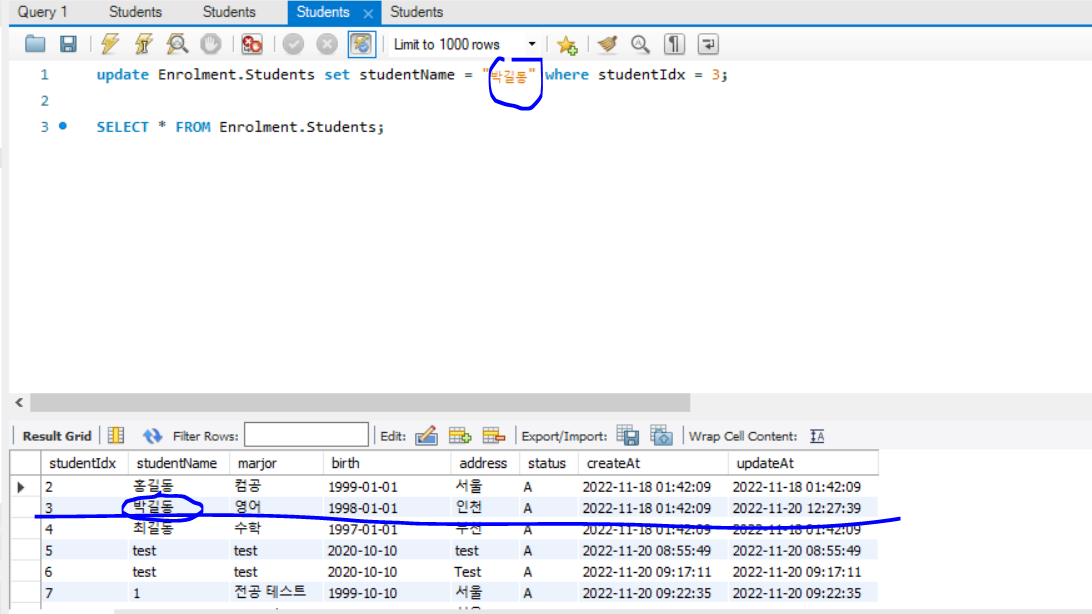 Query 1 Students Students Students Students
Limit to 1000 rows
1 update Enrolment.Students set studentName = "박길동" where studentIdx = 3;
2
3 SELECT * FROM Enrolment.Students;
Result Grid Filter Rows: Edit: Export/Import: Wrap Cell Content:
studentIdx studentName marjor birth address status createAt updateAt
2 홍길동 컴공 1999-01-01 서울 A 2022-11-18 01:42:09 2022-11-18 01:42:09
3 박길동 영어 1998-01-01 인천 A 2022-11-18 01:42:09 2022-11-20 12:27:39
4 최길동 수학 1997-01-01 부천 A 2022-11-18 01:42:09 2022-11-18 01:42:09
5 test test 2020-10-10 test A 2022-11-20 08:55:49 2022-11-20 08:55:49
6 test test 2020-10-10 Test A 2022-11-20 09:17:11 2022-11-20 09:17:11
7 1 전공 테스트 1999-10-10 서울 A 2022-11-20 09:22:35 2022-11-20 09:22:35